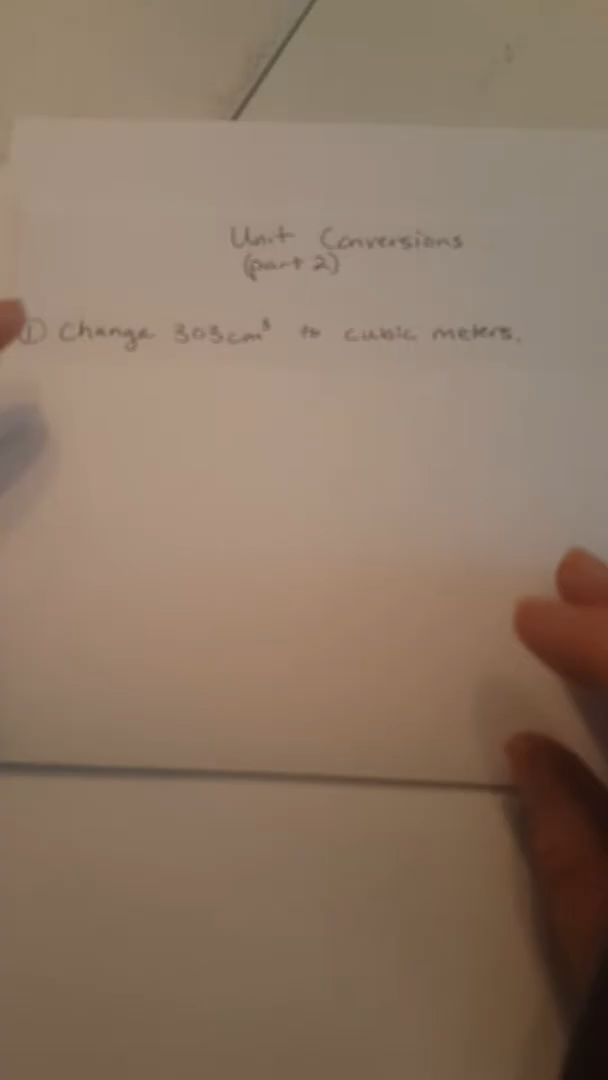 Unit Conversions
(part 2)
① Change 303cm³ to cubic meters.